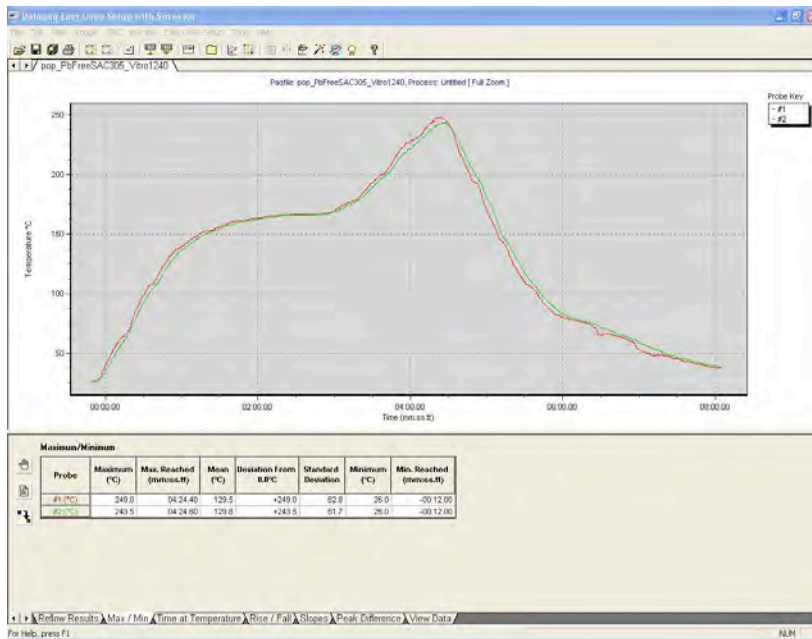 Datapaq Easy Oven Setup with Surveyor
pop_PbFreeSAC305_Vitro1240
Paqfile: pop_PbFreeSAC305_Vitro1240, Process: Untitled [ Full Zoom ]
Probe Key
#1
#2
250
200
150
100
50
Temperature °C
00:00.00 02:00.00 04:00.00 06:00.00 08:00.00
Time (mm:ss.ff)
Maximum/Minimum
Probe Maximum (°C) Max. Reached (mm:ss.ff) Mean (°C) Deviation From 0.0°C Standard Deviation Minimum (°C) Min. Reached (mm:ss.ff)
#1 (°C) 249.0 04:24.40 129.5 +249.0 62.8 26.0 -00:12.00
#2 (°C) 243.5 04:24.60 129.8 +243.5 61.7 26.0 -00:12.00
Reflow Results Max / Min Time at Temperature Rise / Fall Slopes Peak Difference View Data
For Help, press F1 NUM